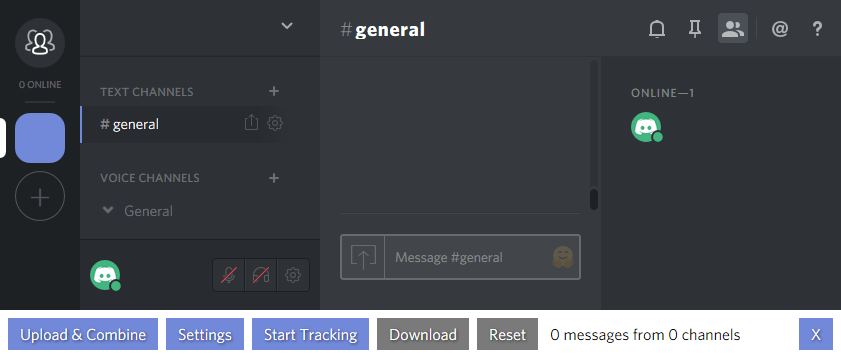 0 ONLINE
TEXT CHANNELS +
# general
VOICE CHANNELS +
General
#general
@ ?
Message #general
ONLINE—1
Upload & Combine Settings Start Tracking Download Reset 0 messages from 0 channels X